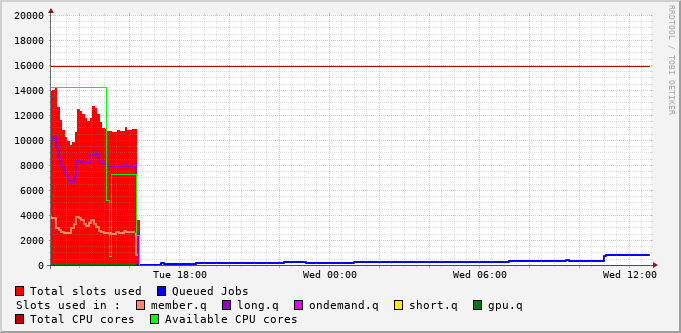 20000
18000
16000
14000
12000
10000
8000
6000
4000
2000
0
Tue 18:00 Wed 00:00 Wed 06:00 Wed 12:00
RRDTOOL / TOBI OETIKER
Total slots used Queued Jobs
Slots used in : member.q long.q ondemand.q short.q gpu.q
Total CPU cores Available CPU cores